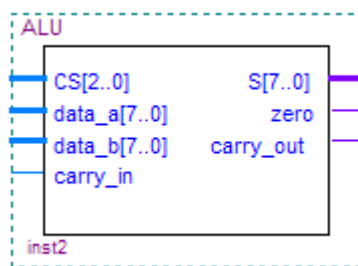 ALU
CS[2..0] S[7..0]
data_a[7..0] zero
data_b[7..0] carry_out
carry_in
inst2